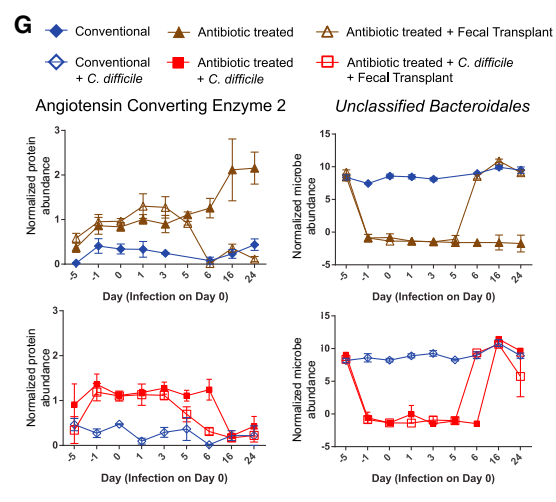 G
Conventional
Antibiotic treated
Antibiotic treated + Fecal Transplant
Conventional
+ C. difficile
Antibiotic treated
+ C. difficile
Antibiotic treated + C. difficile
+ Fecal Transplant
Angiotensin Converting Enzyme 2
Normalized protein
abundance
3
2
1
0
-5 -1 0 1 3 5 6 16 24
Day (Infection on Day 0)
Unclassified Bacteroidales
Normalized microbe
abundance
15
10
5
0
-5
-5 -1 0 1 3 5 6 16 24
Day (Infection on Day 0)
Normalized protein
abundance
3
2
1
0
-5 -1 0 1 3 5 6 16 24
Day (Infection on Day 0)
Normalized microbe
abundance
15
10
5
0
-5
-5 -1 0 1 3 5 6 16 24
Day (Infection on Day 0)